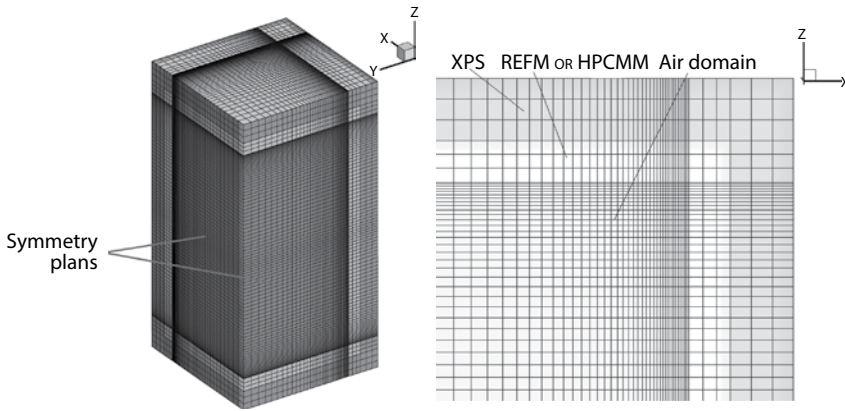 Z
X
Y
Symmetry
plans
XPS REFM OR HPCMM Air domain
Z
X